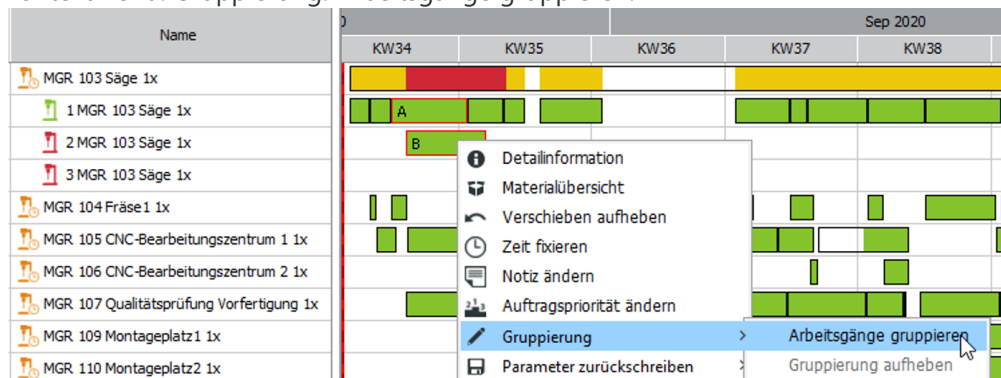 Name
Sep 2020
KW34 KW35 KW36 KW37 KW38
MGR 103 Säge 1x
1 MGR 103 Säge 1x
A
2 MGR 103 Säge 1x
B
3 MGR 103 Säge 1x
MGR 104 Fräse1 1x
MGR 105 CNC-Bearbeitungszentrum 1 1x
MGR 106 CNC-Bearbeitungszentrum 2 1x
MGR 107 Qualitätsprüfung Vorfertigung 1x
MGR 109 Montageplatz1 1x
MGR 110 Montageplatz2 1x
Detailinformation
Materialübersicht
Verschieben aufheben
Zeit fixieren
Notiz ändern
Auftragspriorität ändern
Gruppierung
Parameter zurückschreiben
Arbeitsgänge gruppieren
Gruppierung aufheben